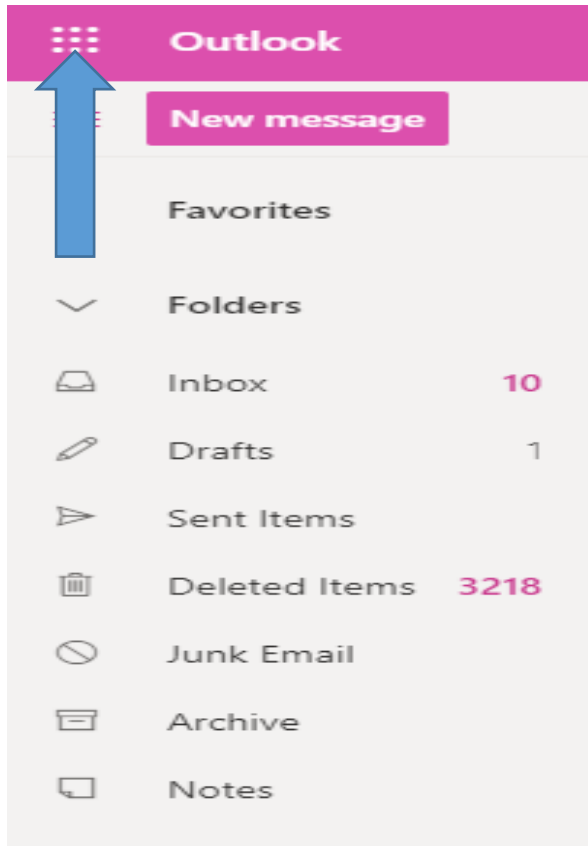 Outlook
New message
Favorites
Folders
Inbox 10
Drafts 1
Sent Items
Deleted Items 3218
Junk Email
Archive
Notes